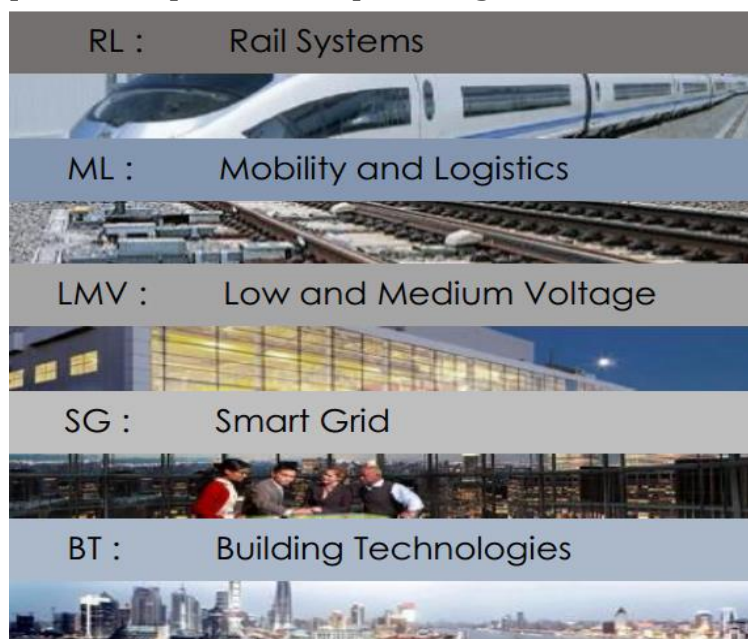 RL : Rail Systems
ML : Mobility and Logistics
LMV : Low and Medium Voltage
SG : Smart Grid
BT : Building Technologies